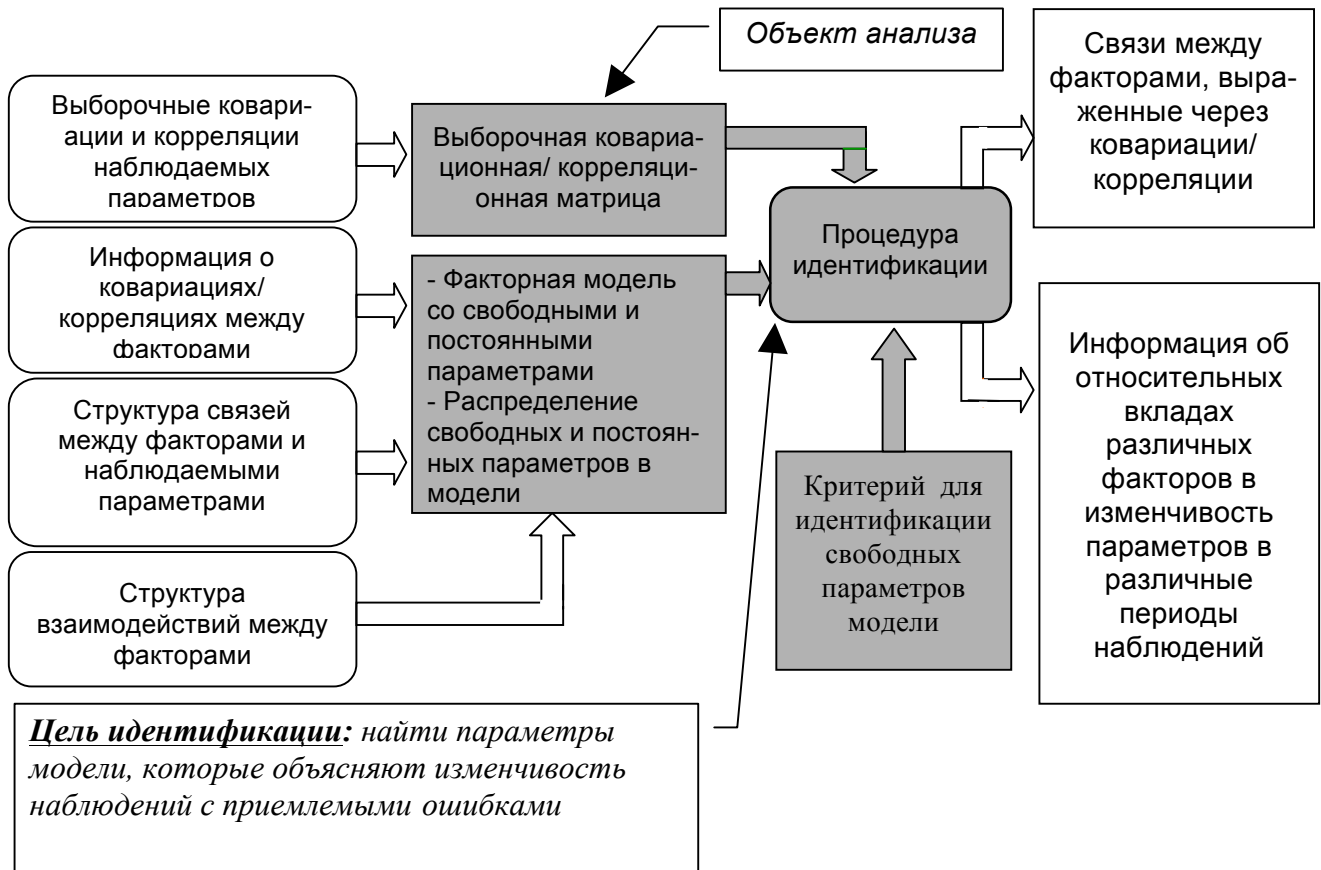 Объект анализа
Связи между
факторами, выра-
женные через
ковариации/
корреляции
Выборочные ковари-
ации и корреляции
наблюдаемых
параметров
Выборочная ковариа-
ционная/ корреляци-
онная матрица
Процедура
идентификации
Информация о
ковариациях/
корреляциях между
факторами
- Факторная модель
со свободными и
постоянными
параметрами
- Распределение
свободных и постоян-
ных параметров в
модели
Информация об
относительных
вкладах
различных
факторов в
изменчивость
параметров в
различные
периоды
наблюдений
Структура связей
между факторами и
наблюдаемыми
параметрами
Критерий для
идентификации
свободных
параметров
модели
Структура
взаимодействий между
факторами
Цель идентификации: найти параметры
модели, которые объясняют изменчивость
наблюдений с приемлемыми ошибками